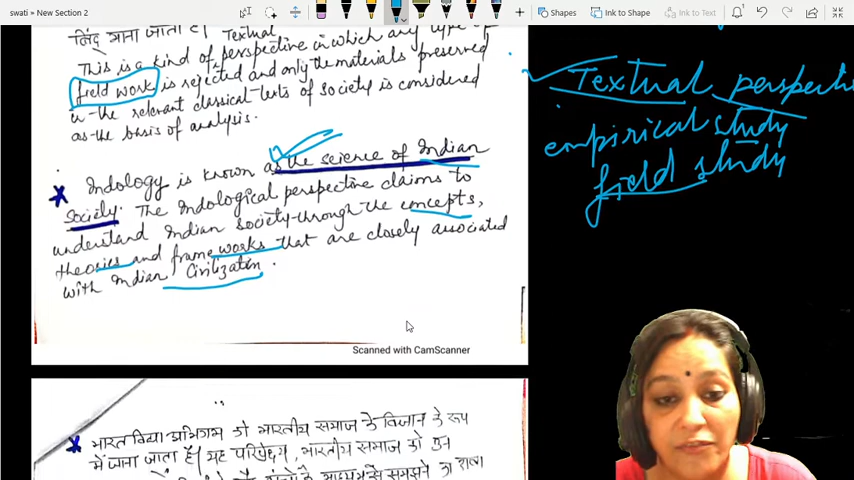 swati » New Section 2
Shapes
Ink to Shape
Ink to Text
लिए माना जाता है। Textual
This is a kind of perspective in which any type of
field work is rejected and only the materials preserved
in the relevant classical texts of society is considered
as the basis of analysis.
Indology is known as the science of Indian
Society. The Indological perspective claims to
understand Indian society through the concepts,
theories and frame works that are closely associated
with Indian Civilization.
Scanned with CamScanner
भारत विद्या अभिगम को भारतीय समाज के विज्ञान के रूप
में जाना जाता है। यह परिप्रेक्ष्य, भारतीय समाज को उन
Textual perspecti
empirical study
field study